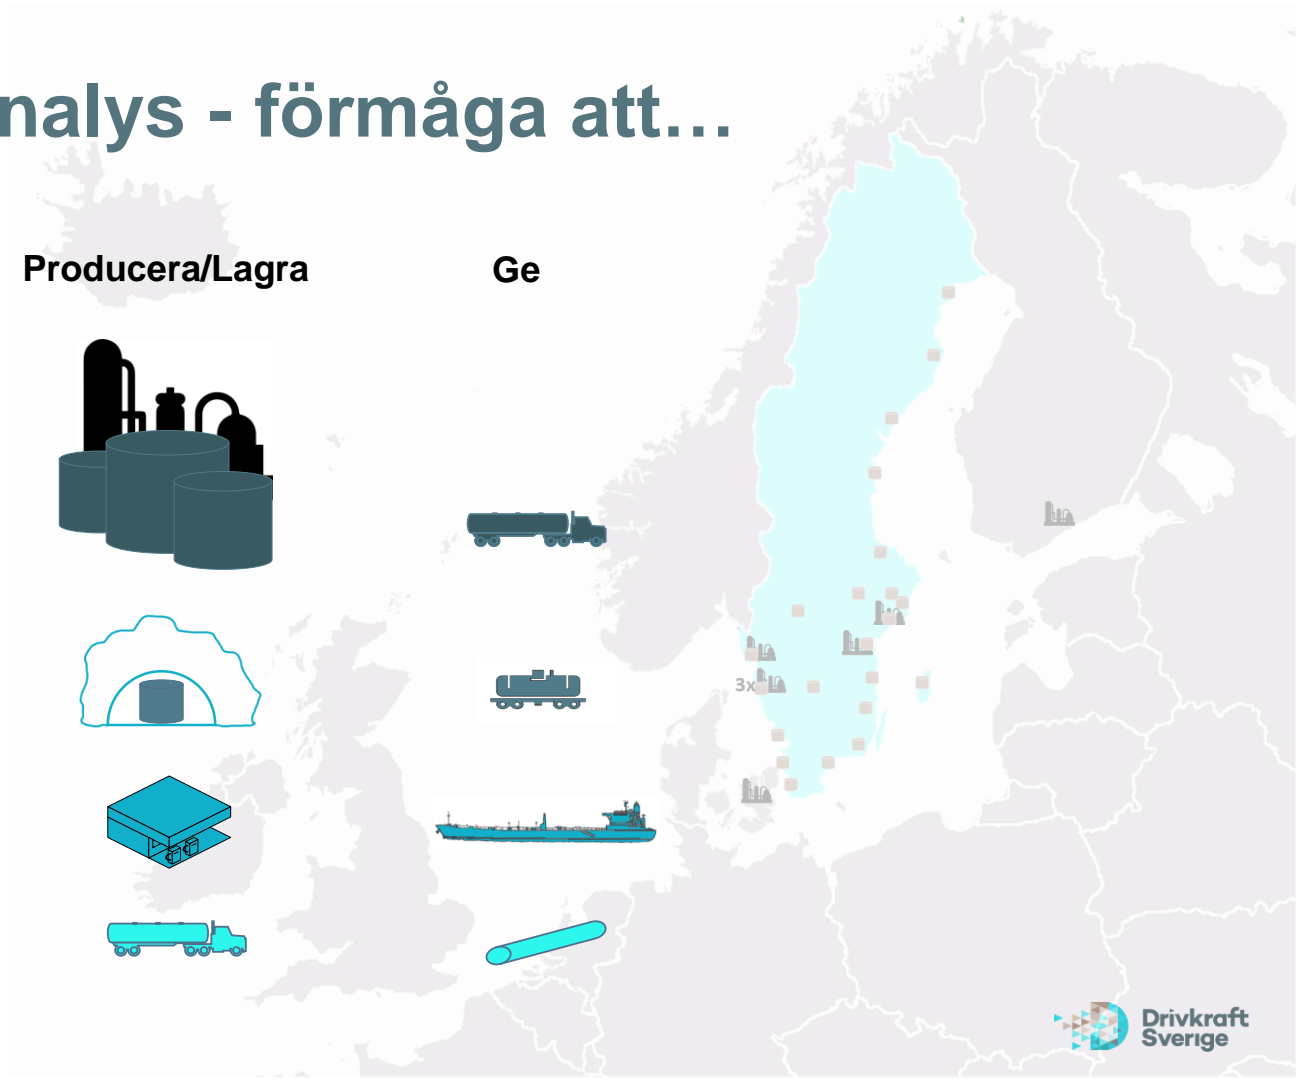 nalys - förmåga att...
Producera/Lagra
Ge
3x
Drivkraft
Sverige